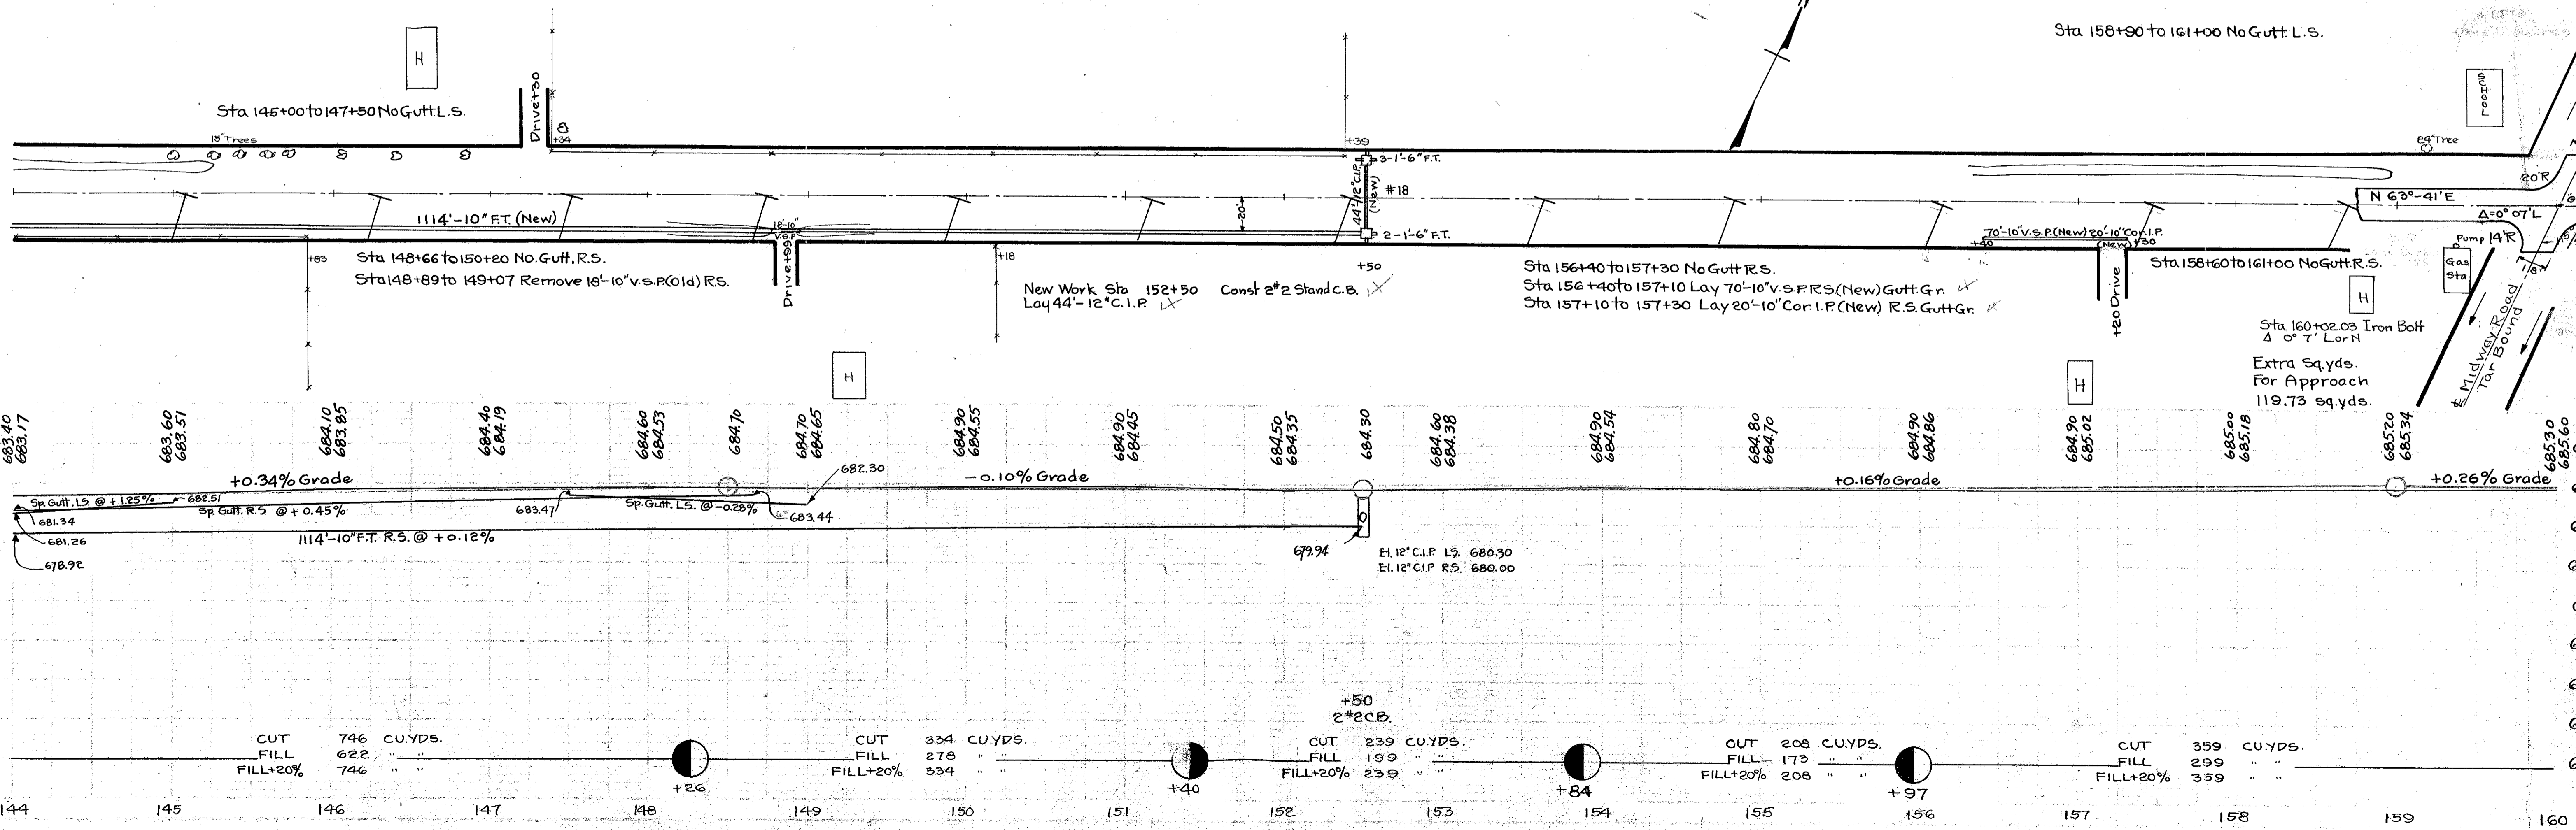 Sta 158+90 to 161+00 No Gutt. L.S.
H
SCHOOL
Sta 145+00 to 147+50 No Gutt. L.S.
Drive+30
15" Trees
+34
+39
3-1'-6" F.T.
24" Tree
44'-12" C.I.P.
(New)
#18
20'R
N 63°-41'E
Δ=0° 07'L
1114'-10" F.T. (New)
18'-10"
V.S.P.
20'
2-1'-6" F.T.
70'-10" V.S.P. (New) 20'-10" Cor. I.P.
(New)
+40
+30
Pump 14'R
+83
Sta 148+66 to 150+20 No. Gutt. R.S.
Sta 148+89 to 149+07 Remove 18'-10" V.S.P. (Old) R.S.
Drive+99
+18
+50
New Work Sta 152+50 Const 2#2 Stand C.B.
Lay 44'-12" C.I.P.
Sta 156+40 to 157+30 No Gutt R.S.
Sta 156+40 to 157+10 Lay 70'-10" V.S.P. R.S. (New) Gutt Gr.
Sta 157+10 to 157+30 Lay 20'-10" Cor. I.P. (New) R.S. Gutt Gr.
+20 Drive
Sta 158+60 to 161+00 No Gutt R.S.
Gas
Sta
18'
H
Sta 160+02.03 Iron Bolt
Δ 0° 7' L or N
Extra Sq. yds.
For Approach
119.73 sq. yds.
Midway Road
Tar Bound
H
H
683.40
683.17
683.60
683.51
684.10
683.85
684.40
684.19
684.60
684.53
684.70
684.70
684.65
684.90
684.55
684.90
684.45
684.50
684.35
684.30
684.60
684.38
684.90
684.54
684.80
684.70
684.90
684.86
684.90
685.02
685.00
685.18
685.20
685.34
685.30
685.60
+0.34% Grade
682.30
-0.10% Grade
+0.16% Grade
+0.26% Grade
Sp. Gutt. L.S. @ +1.25%
682.51
Sp. Gutt. R.S @ +0.45%
683.47
Sp. Gutt. L.S. @ -0.28%
683.44
681.34
681.26
1114'-10" F.T. R.S. @ +0.12%
678.92
679.94
El. 12" C.I.P. L.S. 680.30
El. 12" C.I.P R.S. 680.00
+50
2#2 C.B.
CUT 746 CU.YDS.
FILL 622 " "
FILL+20% 746 " "
+26
CUT 334 CU.YDS.
FILL 278 " "
FILL+20% 334 " "
+40
CUT 239 CU.YDS.
FILL 199 " "
FILL+20% 239 " "
+84
CUT 208 CU.YDS.
FILL 173 " "
FILL+20% 208 " "
+97
CUT 359 CU.YDS.
FILL 299 " "
FILL+20% 359 " "
144 145 146 147 148 149 150 151 152 153 154 155 156 157 158 159 160